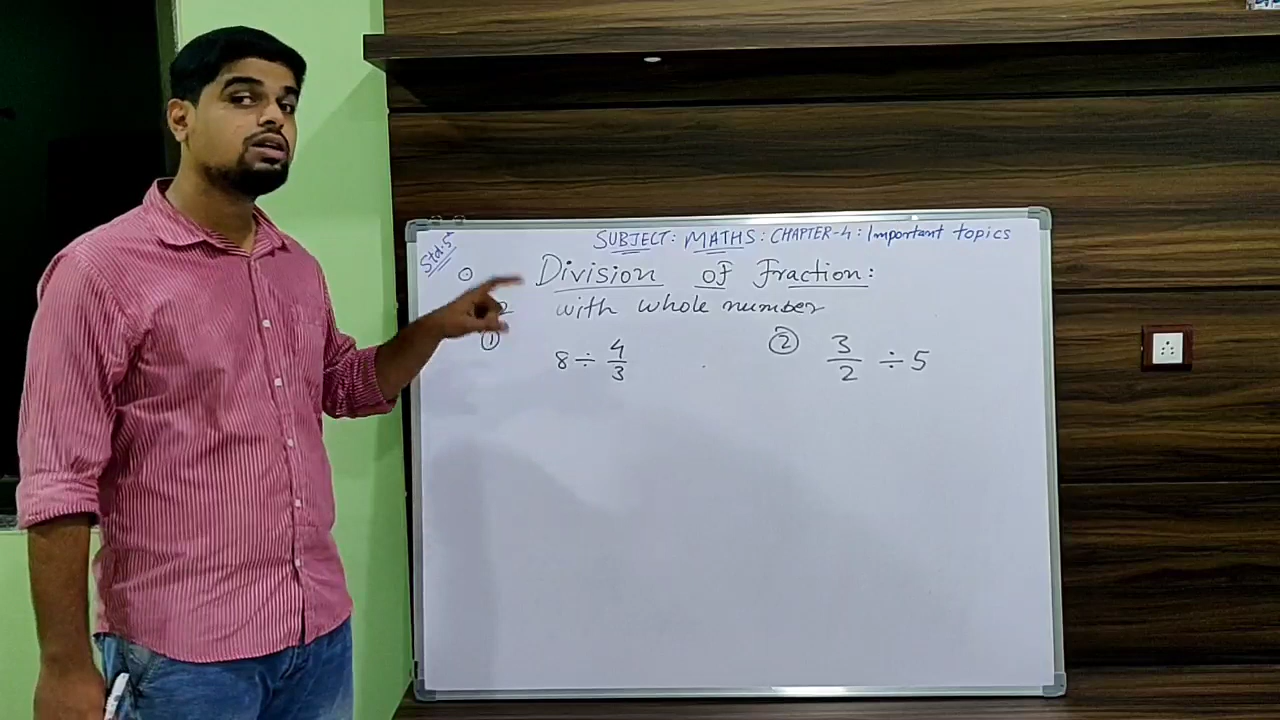 SUBJECT: MATHS: CHAPTER-4: Important topics
Std.5th
Division of Fraction:
with whole number
① 8 ÷ 4/3
② 3/2 ÷ 5